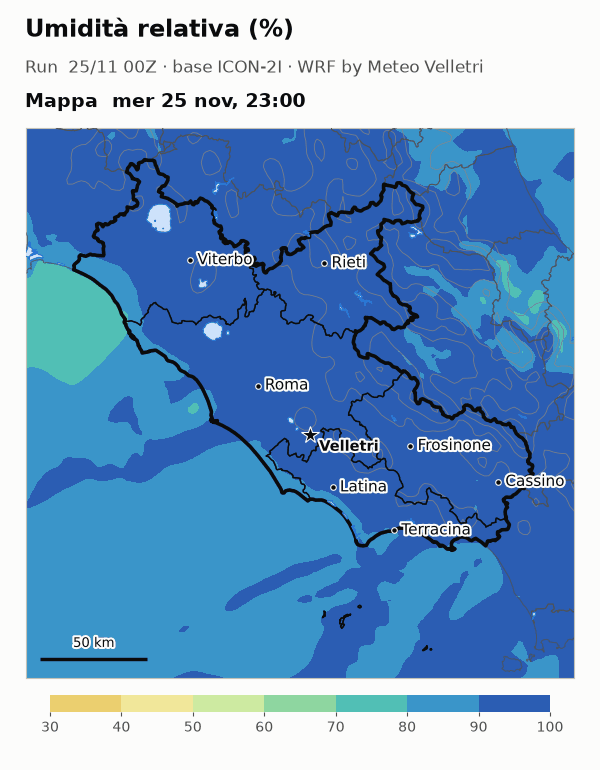 Umidità relativa (%)
Run  25/11 00Z · base ICON-2I · WRF by Meteo Velletri
Mappa  mer 25 nov, 23:00
Viterbo
Rieti
Roma
Velletri
Frosinone
Cassino
Latina
Terracina
50 km
30 40 50 60 70 80 90 100